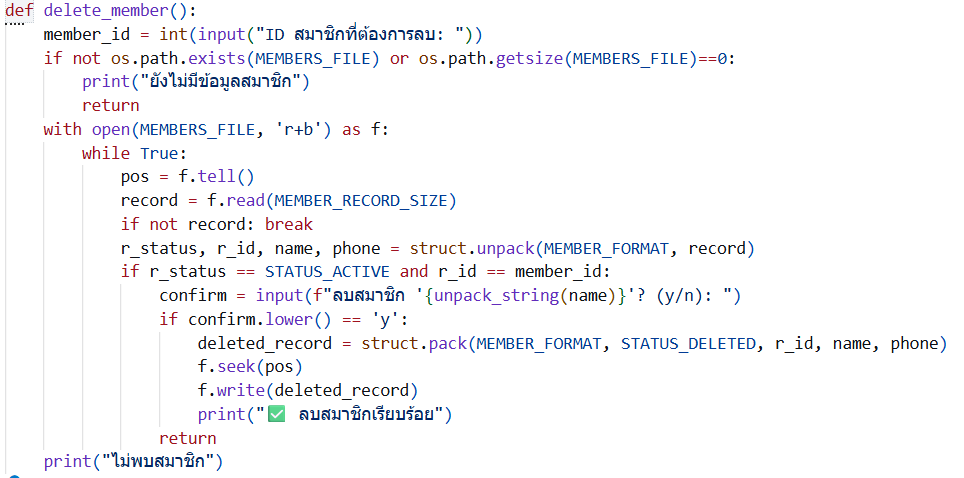 def delete_member():
    member_id = int(input("ID สมาชิกที่ต้องการลบ: "))
    if not os.path.exists(MEMBERS_FILE) or os.path.getsize(MEMBERS_FILE)==0:
        print("ยังไม่มีข้อมูลสมาชิก")
        return
    with open(MEMBERS_FILE, 'r+b') as f:
        while True:
            pos = f.tell()
            record = f.read(MEMBER_RECORD_SIZE)
            if not record: break
            r_status, r_id, name, phone = struct.unpack(MEMBER_FORMAT, record)
            if r_status == STATUS_ACTIVE and r_id == member_id:
                confirm = input(f"ลบสมาชิก '{unpack_string(name)}'? (y/n): ")
                if confirm.lower() == 'y':
                    deleted_record = struct.pack(MEMBER_FORMAT, STATUS_DELETED, r_id, name, phone)
                    f.seek(pos)
                    f.write(deleted_record)
                    print("✅ ลบสมาชิกเรียบร้อย")
                return
    print("ไม่พบสมาชิก")